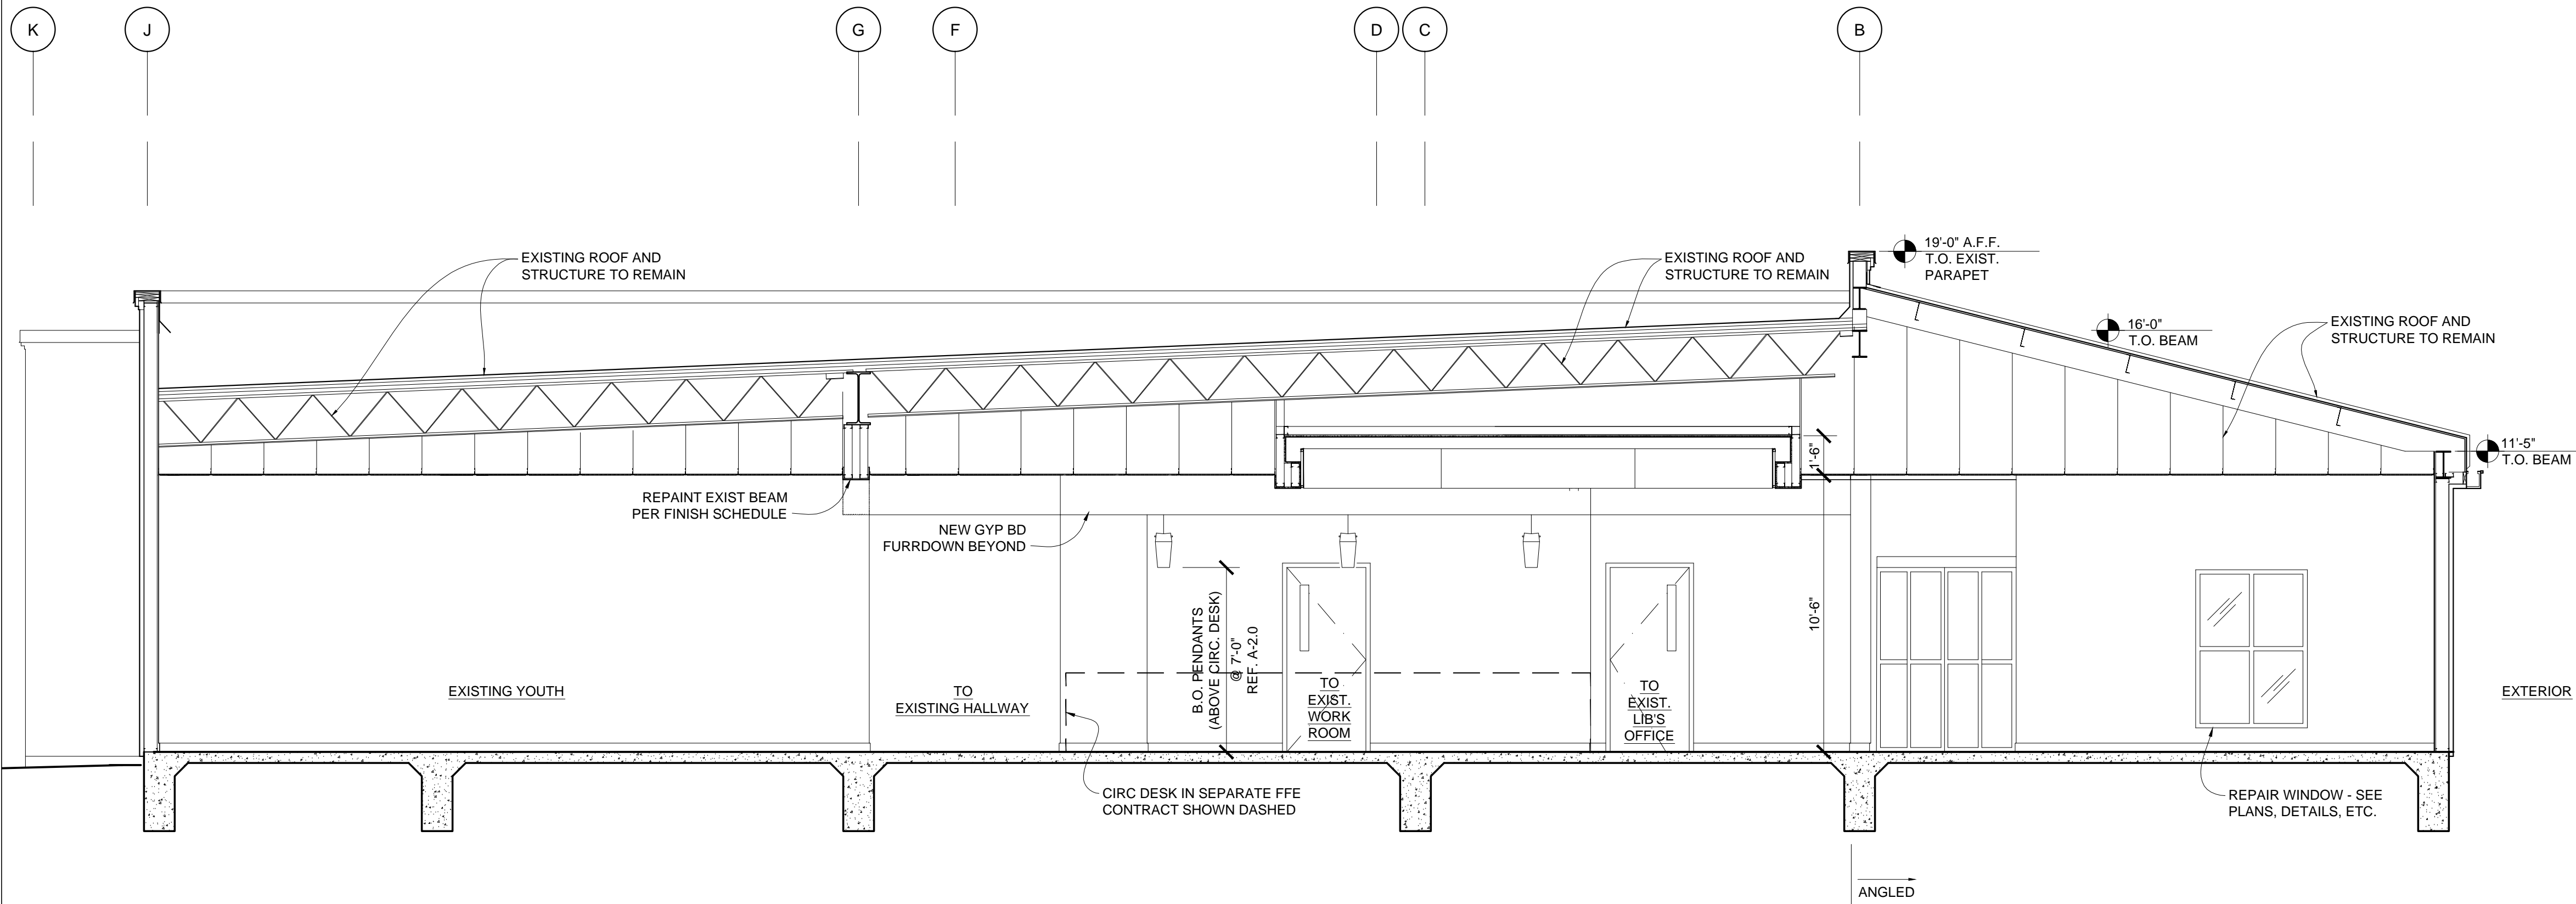 K
J
G
F
D
C
B
EXISTING ROOF AND
STRUCTURE TO REMAIN
EXISTING ROOF AND
STRUCTURE TO REMAIN
19'-0" A.F.F.
T.O. EXIST.
PARAPET
16'-0"
T.O. BEAM
EXISTING ROOF AND
STRUCTURE TO REMAIN
11'-5"
T.O. BEAM
1'-6"
REPAINT EXIST BEAM
PER FINISH SCHEDULE
NEW GYP BD
FURRDOWN BEYOND
B.O. PENDANTS
(ABOVE CIRC. DESK)
@ 7'-0"
REF. A-2.0
10'-6"
EXISTING YOUTH
TO
EXISTING HALLWAY
TO
EXIST.
WORK
ROOM
TO
EXIST.
LIB'S
OFFICE
EXTERIOR
CIRC DESK IN SEPARATE FFE
CONTRACT SHOWN DASHED
REPAIR WINDOW - SEE
PLANS, DETAILS, ETC.
ANGLED